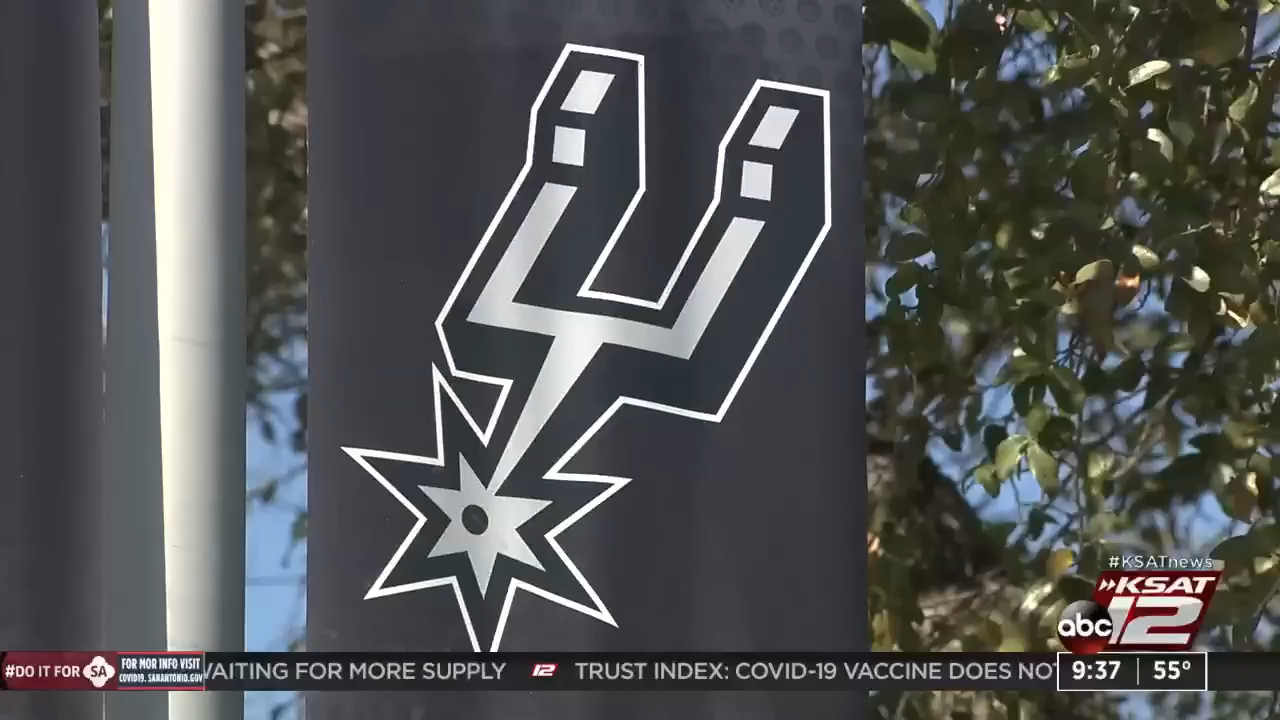 #KSATnews
KSAT
abc 12
#DO IT FOR SA
FOR MOR INFO VISIT
COVID19.SANANTONIO.GOV
WAITING FOR MORE SUPPLY 12 TRUST INDEX: COVID-19 VACCINE DOES NO
9:37 55°